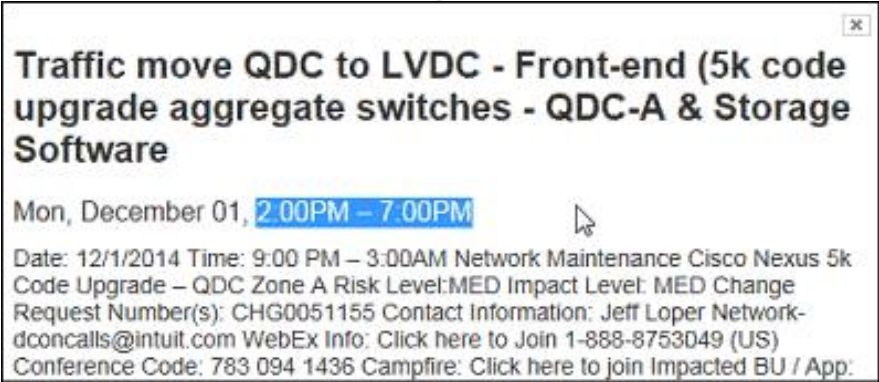 Traffic move QDC to LVDC - Front-end (5k code
upgrade aggregate switches - QDC-A & Storage
Software
Mon, December 01, 2:00PM – 7:00PM
Date: 12/1/2014 Time: 9:00 PM – 3:00AM Network Maintenance Cisco Nexus 5k
Code Upgrade – QDC Zone A Risk Level:MED Impact Level: MED Change
Request Number(s): CHG0051155 Contact Information: Jeff Loper Network-
dconcalls@intuit.com WebEx Info: Click here to Join 1-888-8753049 (US)
Conference Code: 783 094 1436 Campfire: Click here to join Impacted BU / App: